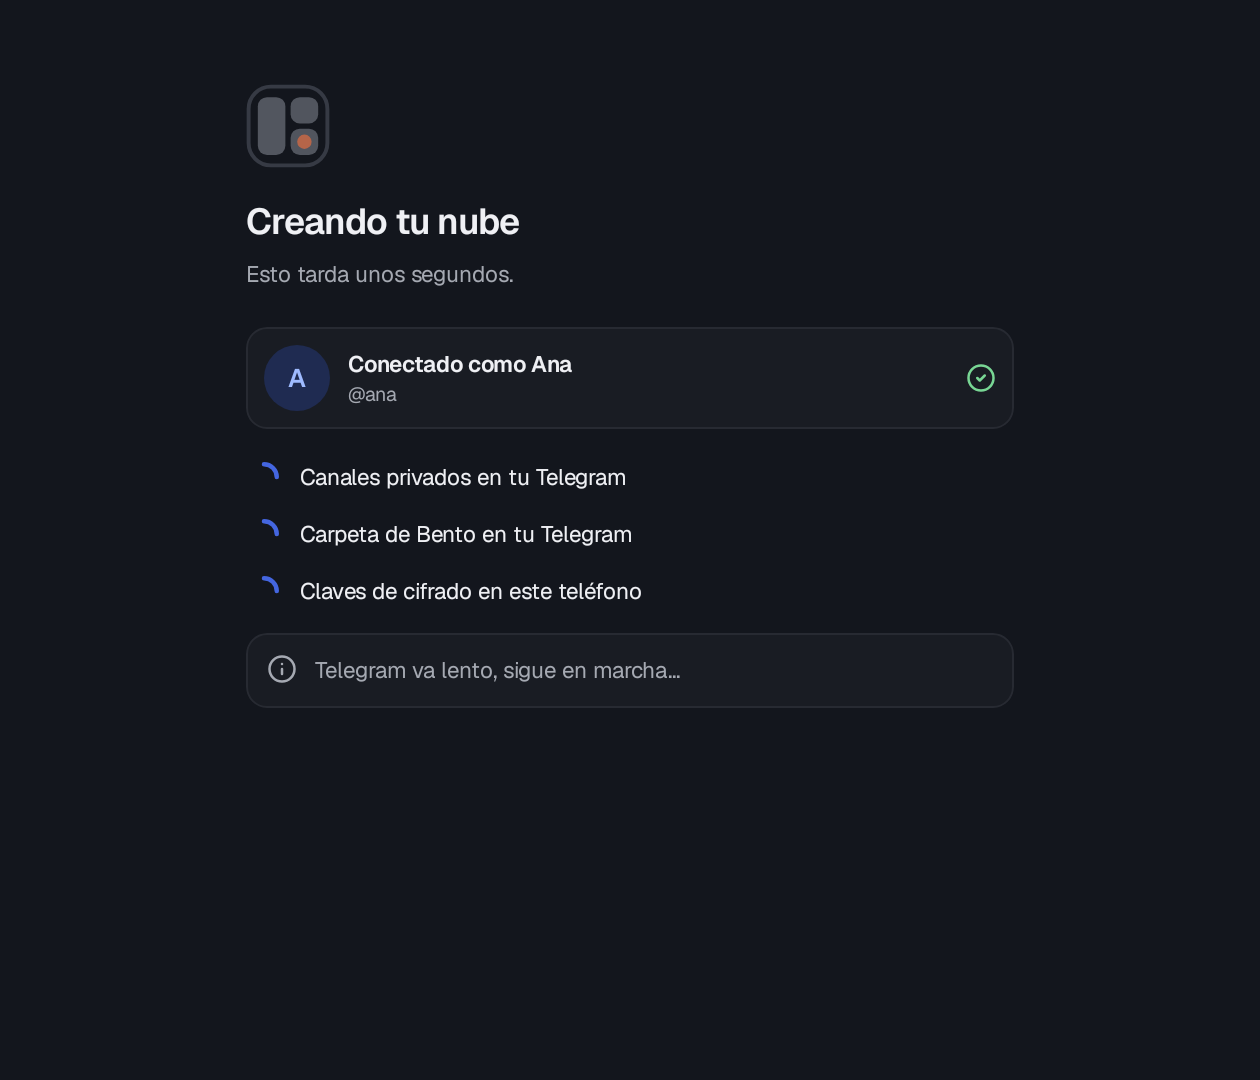 Creando tu nube
Esto tarda unos segundos.
A
Conectado como Ana
@ana
Canales privados en tu Telegram
Carpeta de Bento en tu Telegram
Claves de cifrado en este teléfono
Telegram va lento, sigue en marcha…